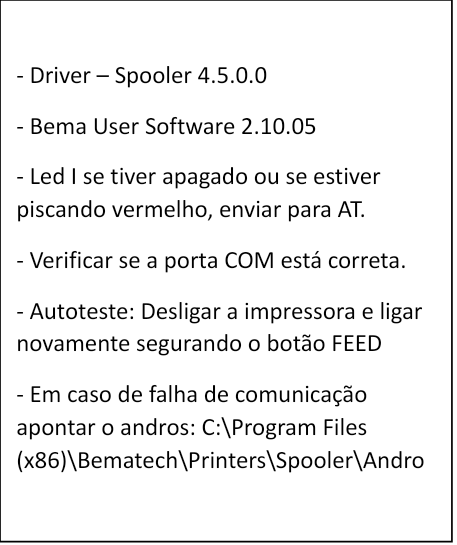 - Driver – Spooler 4.5.0.0
- Bema User Software 2.10.05
- Led I se tiver apagado ou se estiver
piscando vermelho, enviar para AT.
- Verificar se a porta COM está correta.
- Autoteste: Desligar a impressora e ligar
novamente segurando o botão FEED
- Em caso de falha de comunicação
apontar o andros: C:\Program Files
(x86)\Bematech\Printers\Spooler\Andro